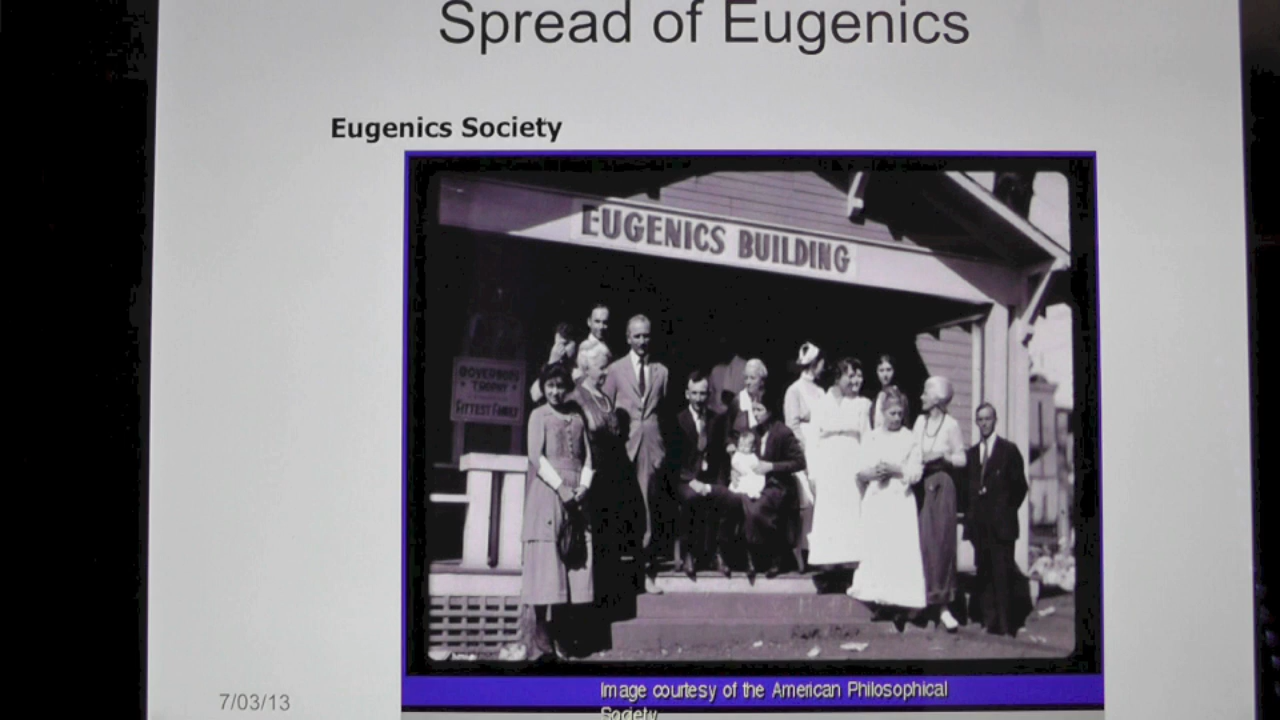 Spread of Eugenics
Eugenics Society
EUGENICS BUILDING
GOVERNOR'S
TROPHY
FITTEST FAMILY
Image courtesy of the American Philosophical
Society
7/03/13